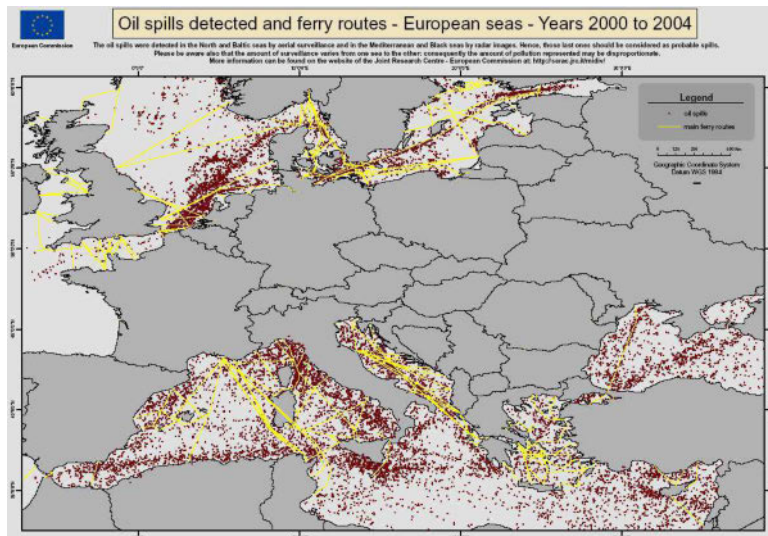 Oil spills detected and ferry routes - European seas - Years 2000 to 2004
European Commission
The oil spills were detected in the North and Baltic seas by aerial surveillance and in the Mediterranean and Black seas by radar images. Hence, those last ones should be considered as probable spills.
Please be aware also that the amount of surveillance varies from one sea to the other: consequently the amount of pollution represented may be disproportionate.
More information can be found on the website of the Joint Research Centre - European Commission at:
Legend
oil spills
main ferry routes
Geographic Coordinate System
Datum WGS 1984